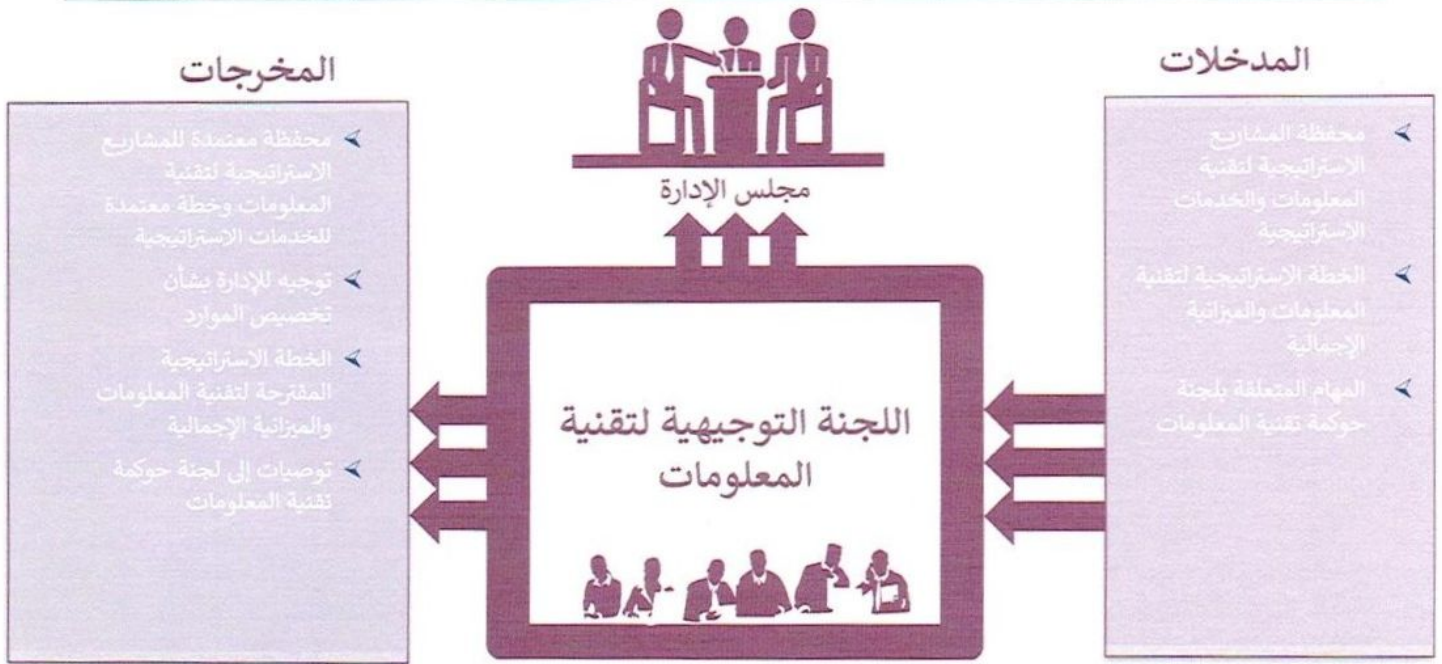 المدخلات
محفظة المشاريع
الاستراتيجية لتقنية
المعلومات والخدمات
الاستراتيجية
الخطة الاستراتيجية لتقنية
المعلومات والميزانية
الإجمالية
المهام المتعلقة بلجنة
حوكمة تقنية المعلومات
مجلس الإدارة
اللجنة التوجيهية لتقنية
المعلومات
المخرجات
محفظة معتمدة للمشاريع
الاستراتيجية لتقنية
المعلومات وخطة معتمدة
للخدمات الاستراتيجية
توجيه للإدارة بشأن
تخصيص الموارد
الخطة الاستراتيجية
المقترحة لتقنية المعلومات
والميزانية الإجمالية
توصيات إلى لجنة حوكمة
تقنية المعلومات